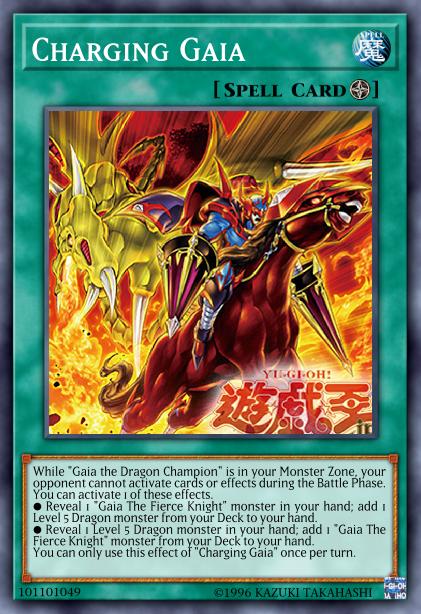 Charging Gaia
SPELL
魔
[Spell Card]
YU-GI-OH!
遊戯王
While "Gaia the Dragon Champion" is in your Monster Zone, your
opponent cannot activate cards or effects during the Battle Phase.
You can activate 1 of these effects.
● Reveal 1 "Gaia The Fierce Knight" monster in your hand; add 1
Level 5 Dragon monster from your Deck to your hand.
● Reveal 1 Level 5 Dragon monster in your hand; add 1 "Gaia The
Fierce Knight" monster from your Deck to your hand.
You can only use this effect of "Charging Gaia" once per turn.
101101049
©1996 KAZUKI TAKAHASHI